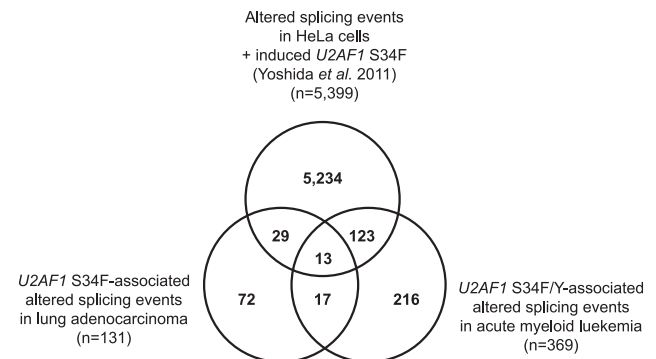 Altered splicing events
in HeLa cells
+ induced U2AF1 S34F
(Yoshida et al. 2011)
(n=5,399)
5,234
29
123
13
U2AF1 S34F-associated
altered splicing events
in lung adenocarcinoma
(n=131)
72
17
216
U2AF1 S34F/Y-associated
altered splicing events
in acute myeloid luekemia
(n=369)